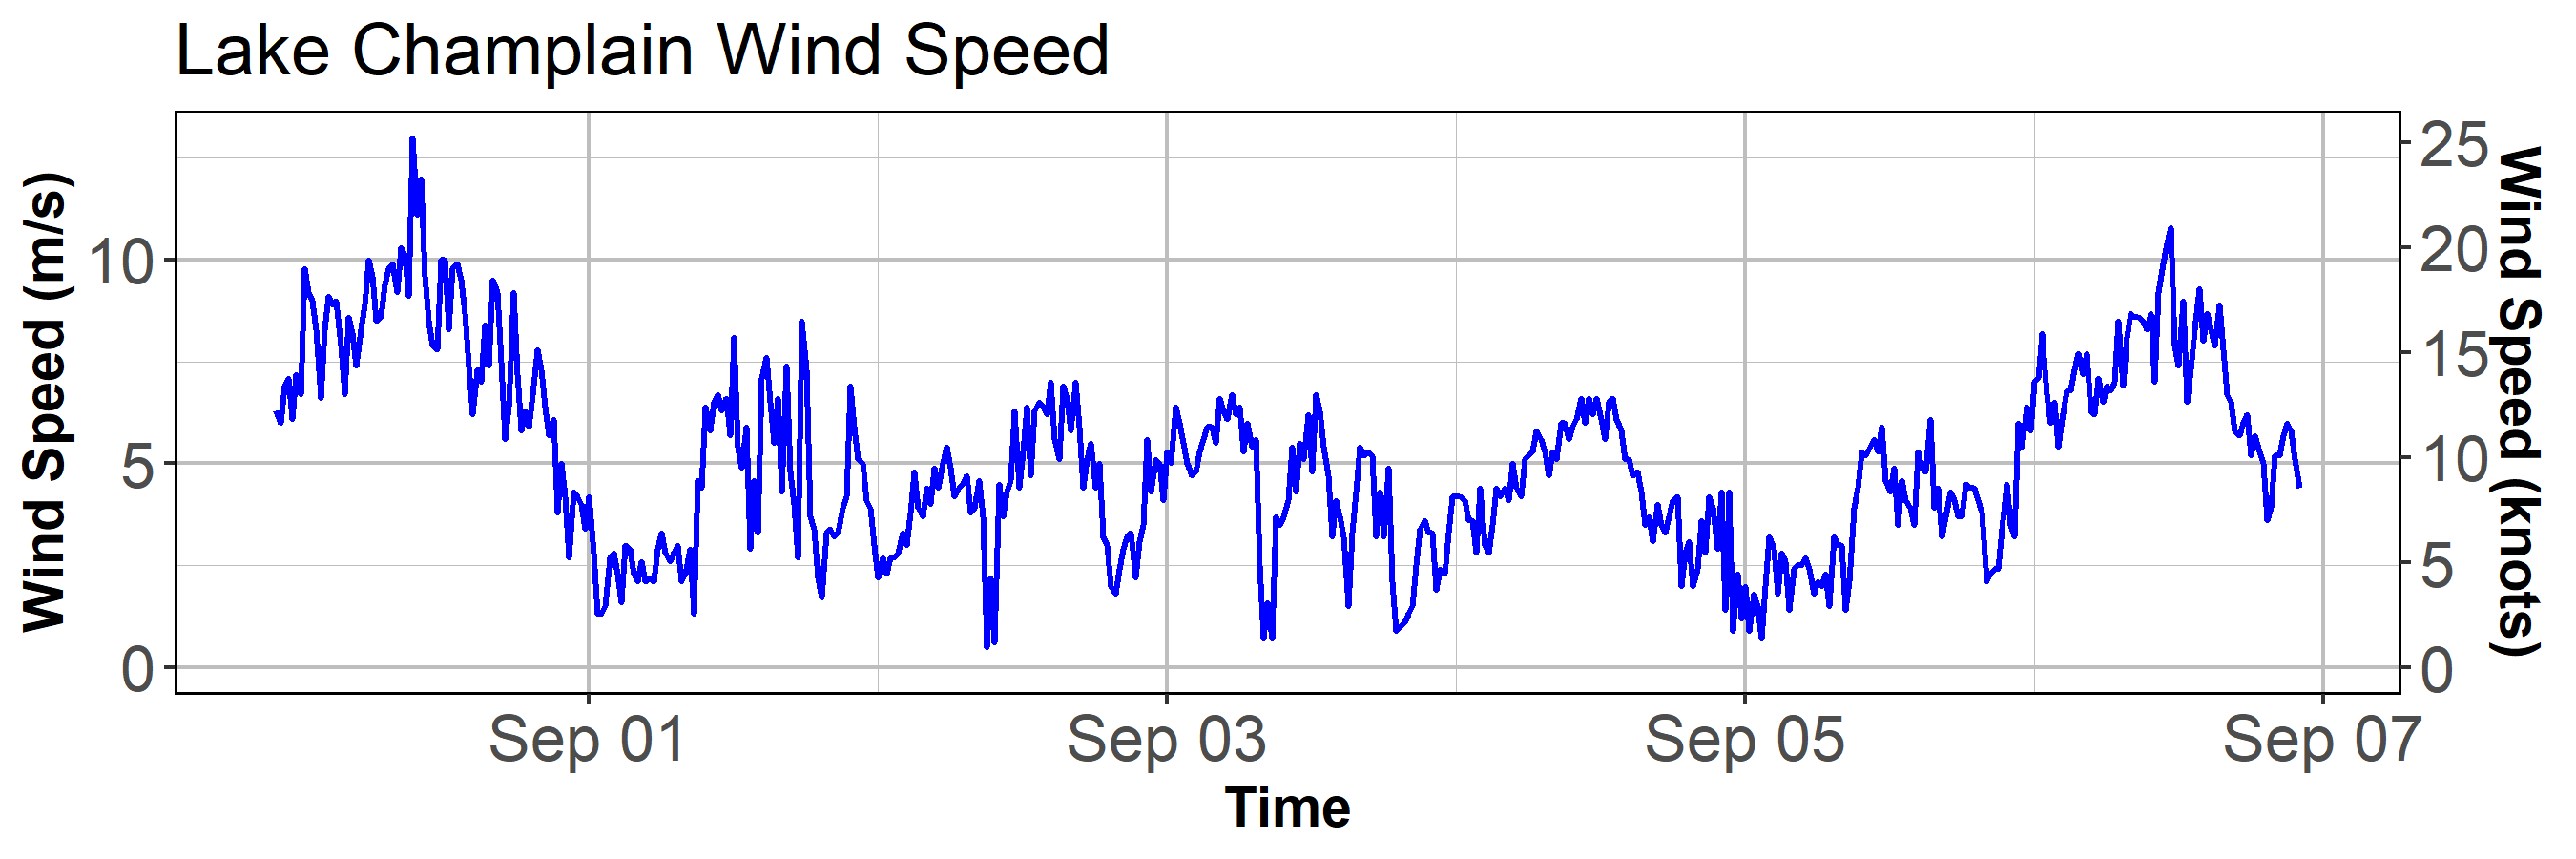 Lake Champlain Wind Speed
Wind Speed (m/s)
10
5
0
25
20
15
10
5
0
Wind Speed (knots)
Sep 01
Sep 03
Sep 05
Sep 07
Time